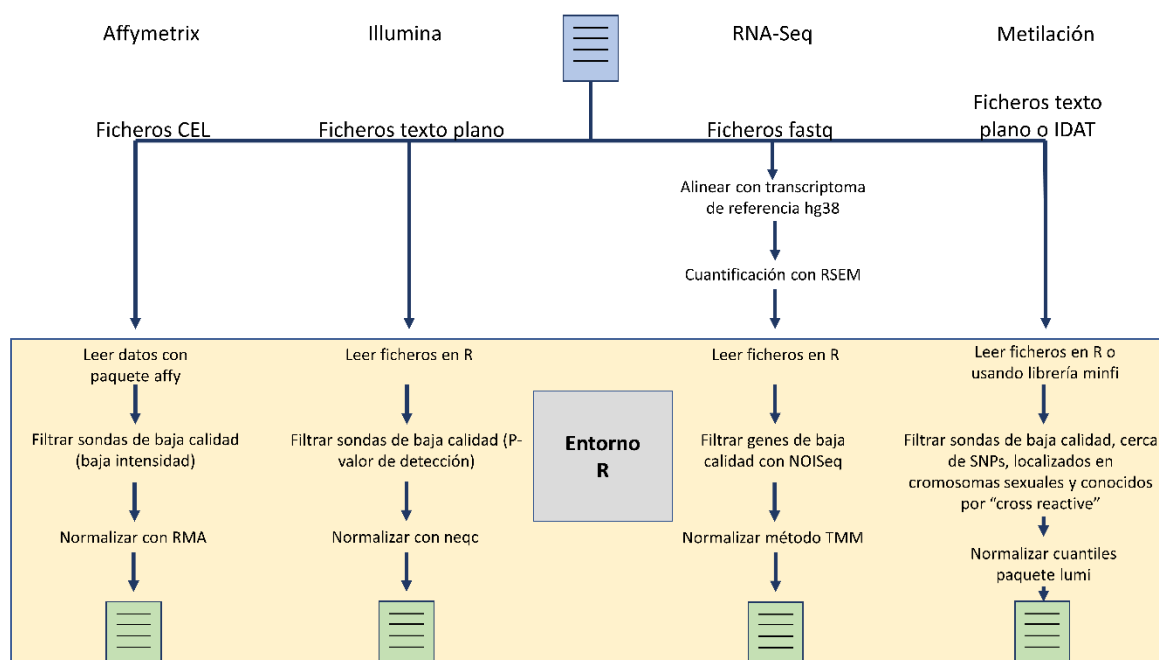 Affymetrix
Illumina
RNA-Seq
Metilación
Ficheros CEL
Ficheros texto plano
Ficheros fastq
Ficheros texto
plano o IDAT
Alinear con transcriptoma
de referencia hg38
Cuantificación con RSEM
Leer datos con
paquete affy
Leer ficheros en R
Leer ficheros en R
Leer ficheros en R o
usando librería minfi
Filtrar sondas de baja calidad
(baja intensidad)
Filtrar sondas de baja calidad (P-
valor de detección)
Entorno
R
Filtrar genes de baja
calidad con NOISeq
Filtrar sondas de baja calidad, cerca
de SNPs, localizados en
cromosomas sexuales y conocidos
por “cross reactive”
Normalizar con RMA
Normalizar con neqc
Normalizar método TMM
Normalizar cuantiles
paquete lumi